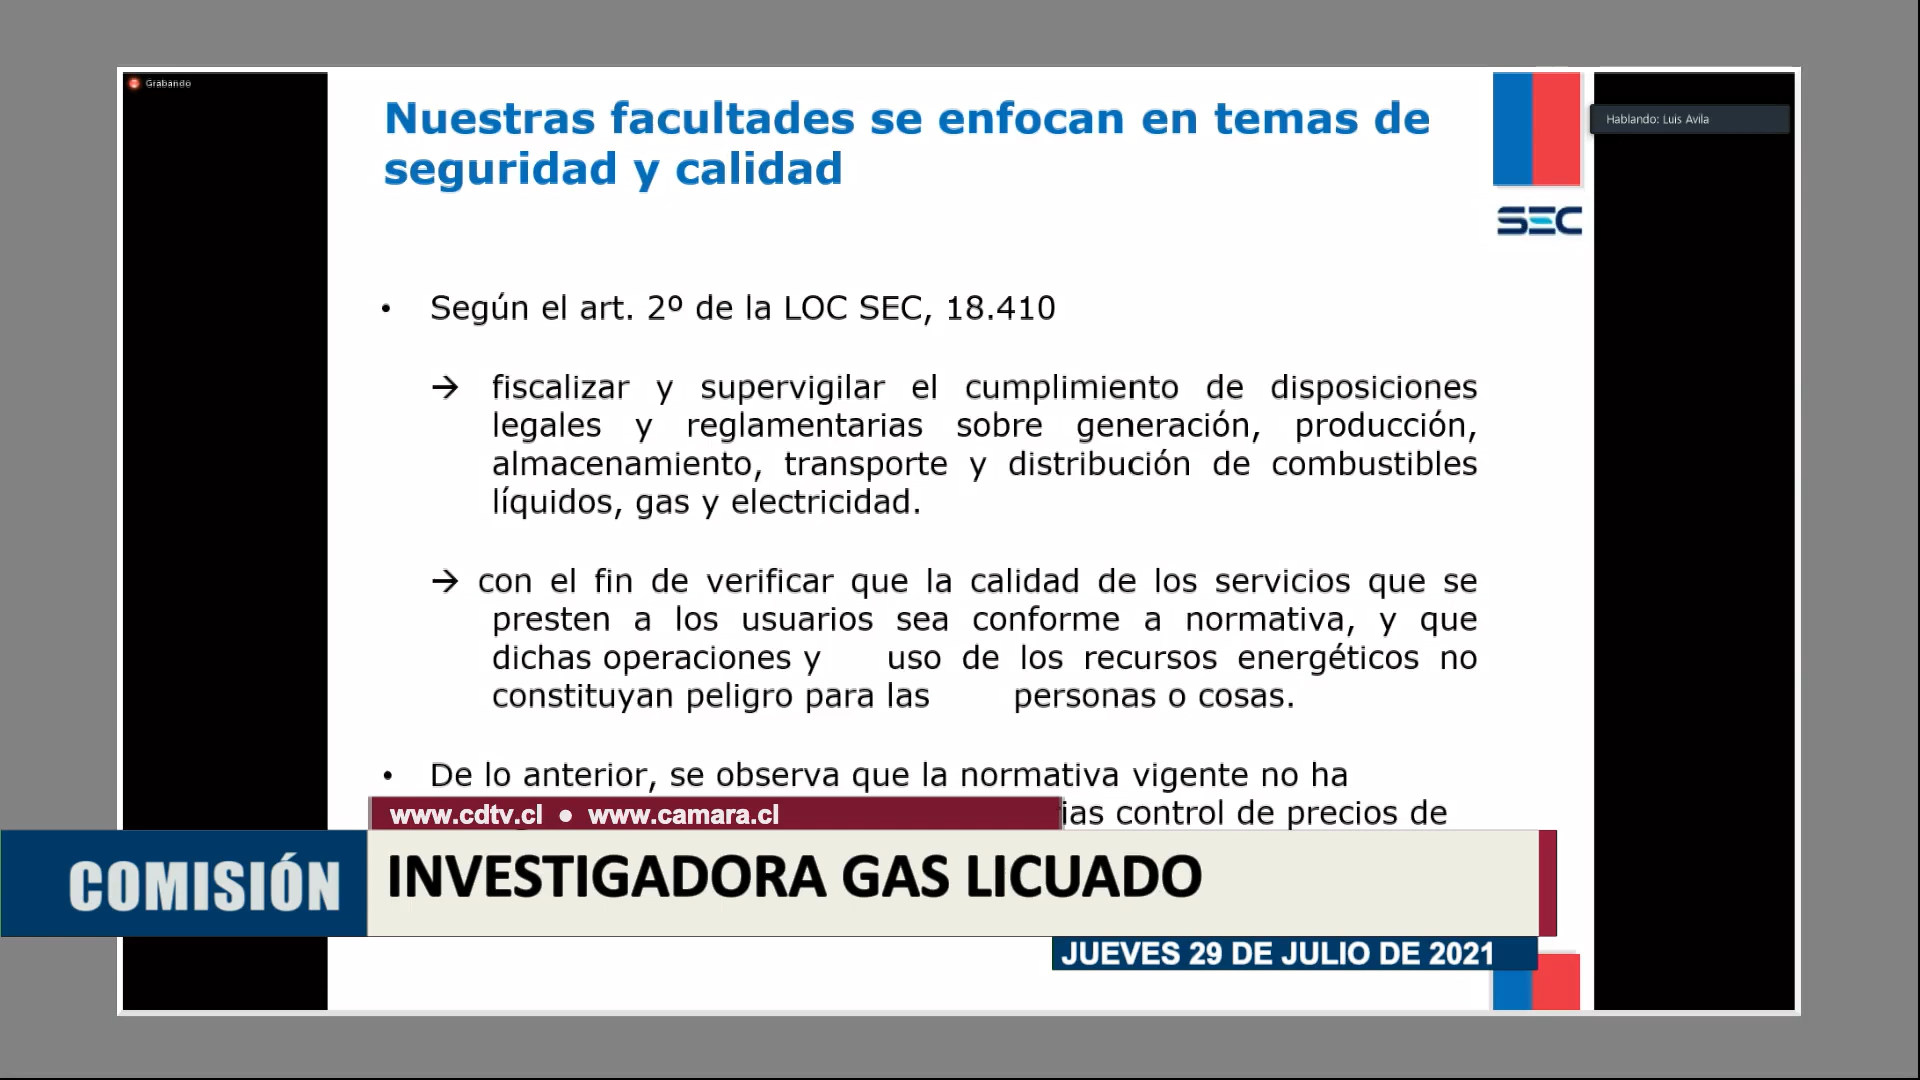 Grabando
Nuestras facultades se enfocan en temas de
seguridad y calidad
Hablando: Luis Avila
SEC
• Según el art. 2º de la LOC SEC, 18.410
→ fiscalizar y supervigilar el cumplimiento de disposiciones
legales y reglamentarias sobre generación, producción,
almacenamiento, transporte y distribución de combustibles
líquidos, gas y electricidad.
→ con el fin de verificar que la calidad de los servicios que se
presten a los usuarios sea conforme a normativa, y que
dichas operaciones y uso de los recursos energéticos no
constituyan peligro para las personas o cosas.
• De lo anterior, se observa que la normativa vigente no ha
control de precios de
www.cdtv.cl ● www.camara.cl
COMISIÓN
INVESTIGADORA GAS LICUADO
JUEVES 29 DE JULIO DE 2021